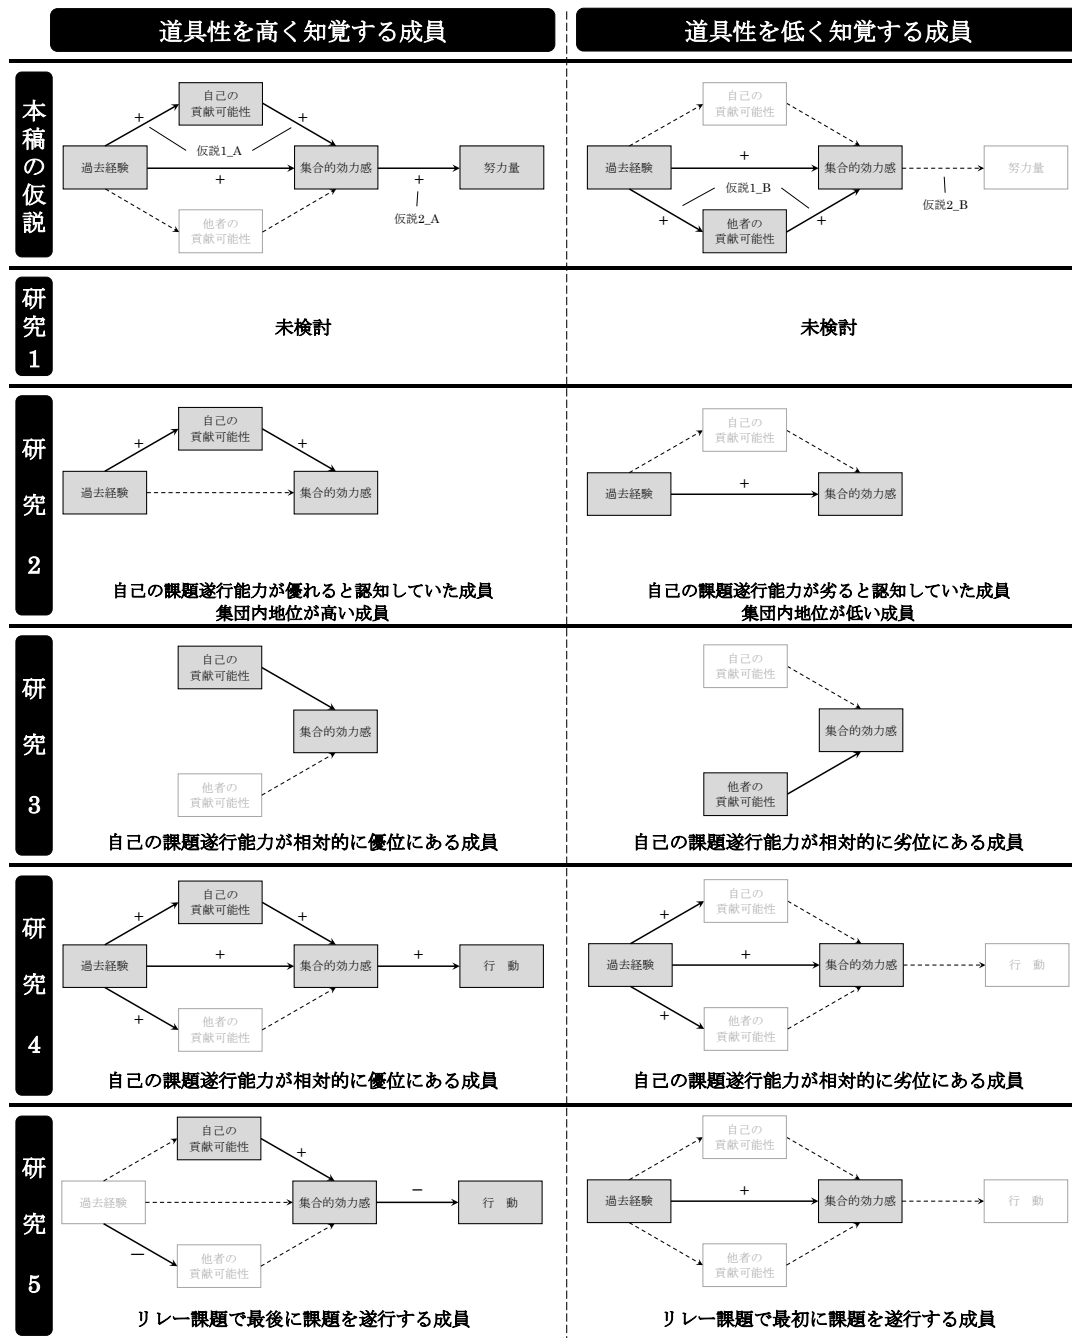 道具性を高く知覚する成員
道具性を低く知覚する成員
本稿の仮説
自己の
貢献可能性
+
+
仮説1_A
過去経験
+
集合的効力感
+
努力量
仮説2_A
他者の
貢献可能性
自己の
貢献可能性
過去経験
+
集合的効力感
努力量
仮説1_B
仮説2_B
+
+
他者の
貢献可能性
研究1
未検討
未検討
研究2
自己の
貢献可能性
+
+
過去経験
集合的効力感
自己の課題遂行能力が優れると認知していた成員
集団内地位が高い成員
自己の
貢献可能性
過去経験
+
集合的効力感
自己の課題遂行能力が劣ると認知していた成員
集団内地位が低い成員
研究3
自己の
貢献可能性
集合的効力感
他者の
貢献可能性
自己の課題遂行能力が相対的に優位にある成員
自己の
貢献可能性
集合的効力感
他者の
貢献可能性
自己の課題遂行能力が相対的に劣位にある成員
研究4
自己の
貢献可能性
+
+
過去経験
+
集合的効力感
+
行 動
+
他者の
貢献可能性
自己の課題遂行能力が相対的に優位にある成員
自己の
貢献可能性
+
過去経験
+
集合的効力感
行 動
+
他者の
貢献可能性
自己の課題遂行能力が相対的に劣位にある成員
研究5
自己の
貢献可能性
+
過去経験
集合的効力感
−
行 動
−
他者の
貢献可能性
リレー課題で最後に課題を遂行する成員
自己の
貢献可能性
過去経験
+
集合的効力感
行 動
他者の
貢献可能性
リレー課題で最初に課題を遂行する成員